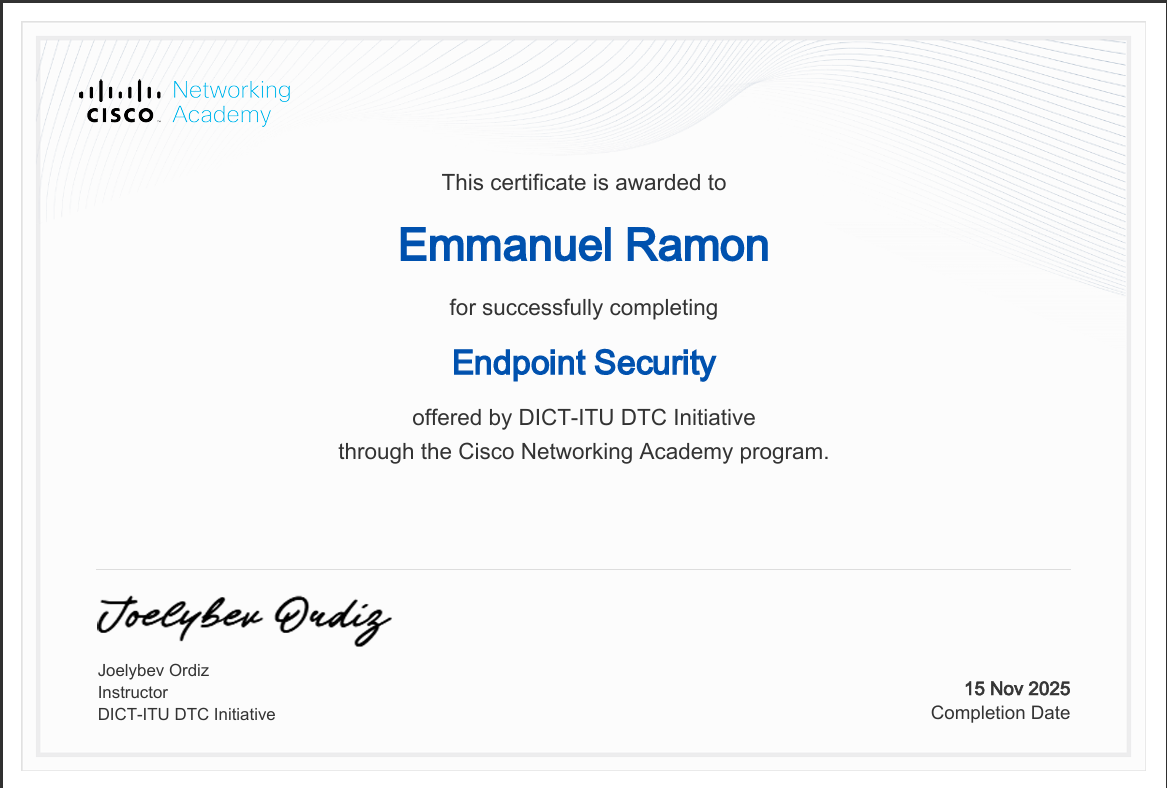 CISCO Networking
Academy
This certificate is awarded to
Emmanuel Ramon
for successfully completing
Endpoint Security
offered by DICT-ITU DTC Initiative
through the Cisco Networking Academy program.
Joelybev Ordiz
Joelybev Ordiz
Instructor
DICT-ITU DTC Initiative
15 Nov 2025
Completion Date